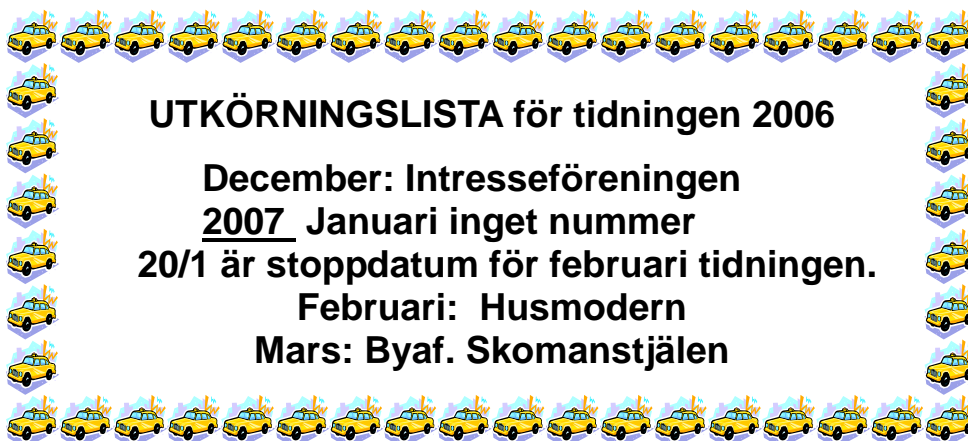 UTKÖRNINGSLISTA för tidningen 2006
December: Intresseföreningen
2007 Januari inget nummer
20/1 är stoppdatum för februari tidningen.
Februari: Husmodern
Mars: Byaf. Skomanstjälen